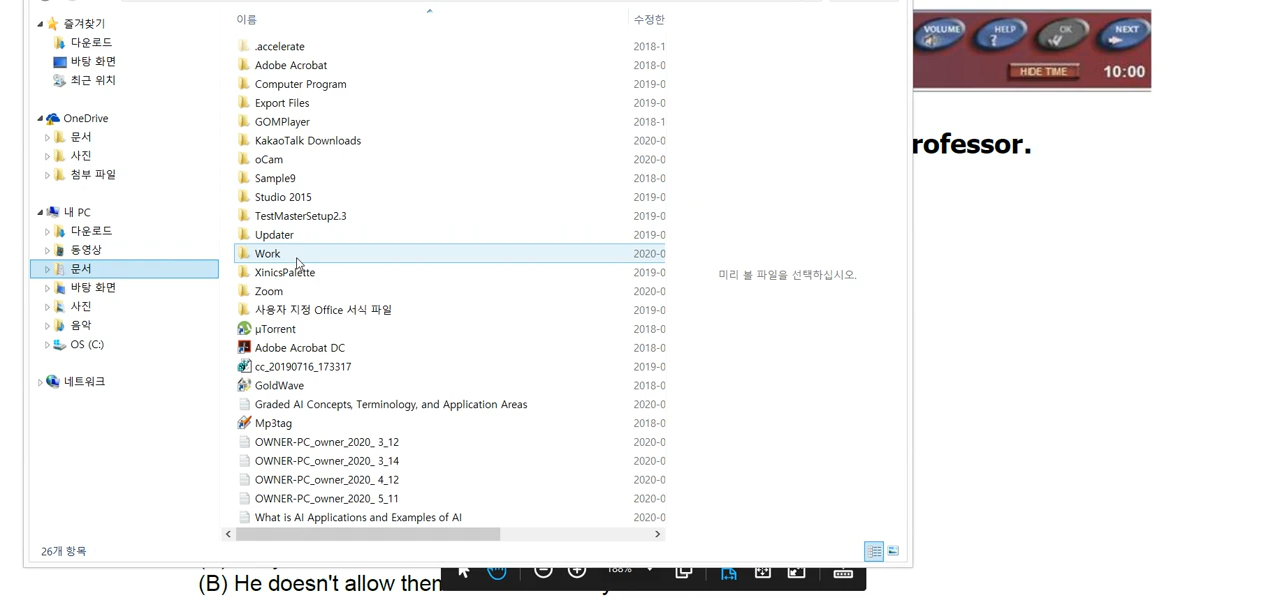 이름
수정한
즐겨찾기
다운로드
바탕 화면
최근 위치
OneDrive
문서
사진
첨부 파일
내 PC
다운로드
동영상
문서
바탕 화면
사진
음악
OS (C:)
네트워크
.accelerate 2018-1
Adobe Acrobat 2018-0
Computer Program 2019-0
Export Files 2019-0
GOMPlayer 2018-1
KakaoTalk Downloads 2020-0
oCam 2020-0
Sample9 2018-0
Studio 2015 2019-0
TestMasterSetup2.3 2019-0
Updater 2019-0
Work 2020-0
XinicsPalette 2019-0
Zoom 2020-0
사용자 지정 Office 서식 파일 2019-0
µTorrent 2018-0
Adobe Acrobat DC 2018-0
cc_20190716_173317 2019-0
GoldWave 2018-0
Graded AI Concepts, Terminology, and Application Areas 2020-0
Mp3tag 2018-0
OWNER-PC_owner_2020_ 3_12 2020-0
OWNER-PC_owner_2020_ 3_14 2020-0
OWNER-PC_owner_2020_ 4_12 2020-0
OWNER-PC_owner_2020_ 5_11 2020-0
What is AI Applications and Examples of AI 2020-0
26개 항목
미리 볼 파일을 선택하십시오.
VOLUME HELP OK NEXT
HIDE TIME 10:00
rofessor.
(B) He doesn't allow them